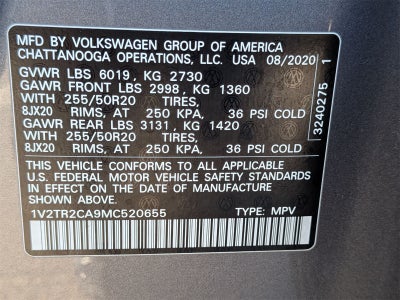 MFD BY VOLKSWAGEN GROUP OF AMERICA
CHATTANOOGA OPERATIONS, LLC. USA 08/2020
GVWR LBS 6019, KG 2730
GAWR FRONT LBS 2998, KG 1360
WITH 255/50R20 TIRES,
8JX20 RIMS, AT 250 KPA, 36 PSI COLD
GAWR REAR LBS 3131, KG 1420
WITH 255/50R20 TIRES,
8JX20 RIMS, AT 250 KPA, 36 PSI COLD
THIS VEHICLE CONFORMS TO ALL APPLICABLE
U.S. FEDERAL MOTOR VEHICLE SAFETY STANDARDS
IN EFFECT ON THE DATE OF MANUFACTURE
SHOWN ABOVE
1V2TR2CA9MC520655 TYPE: MPV
3240275 1